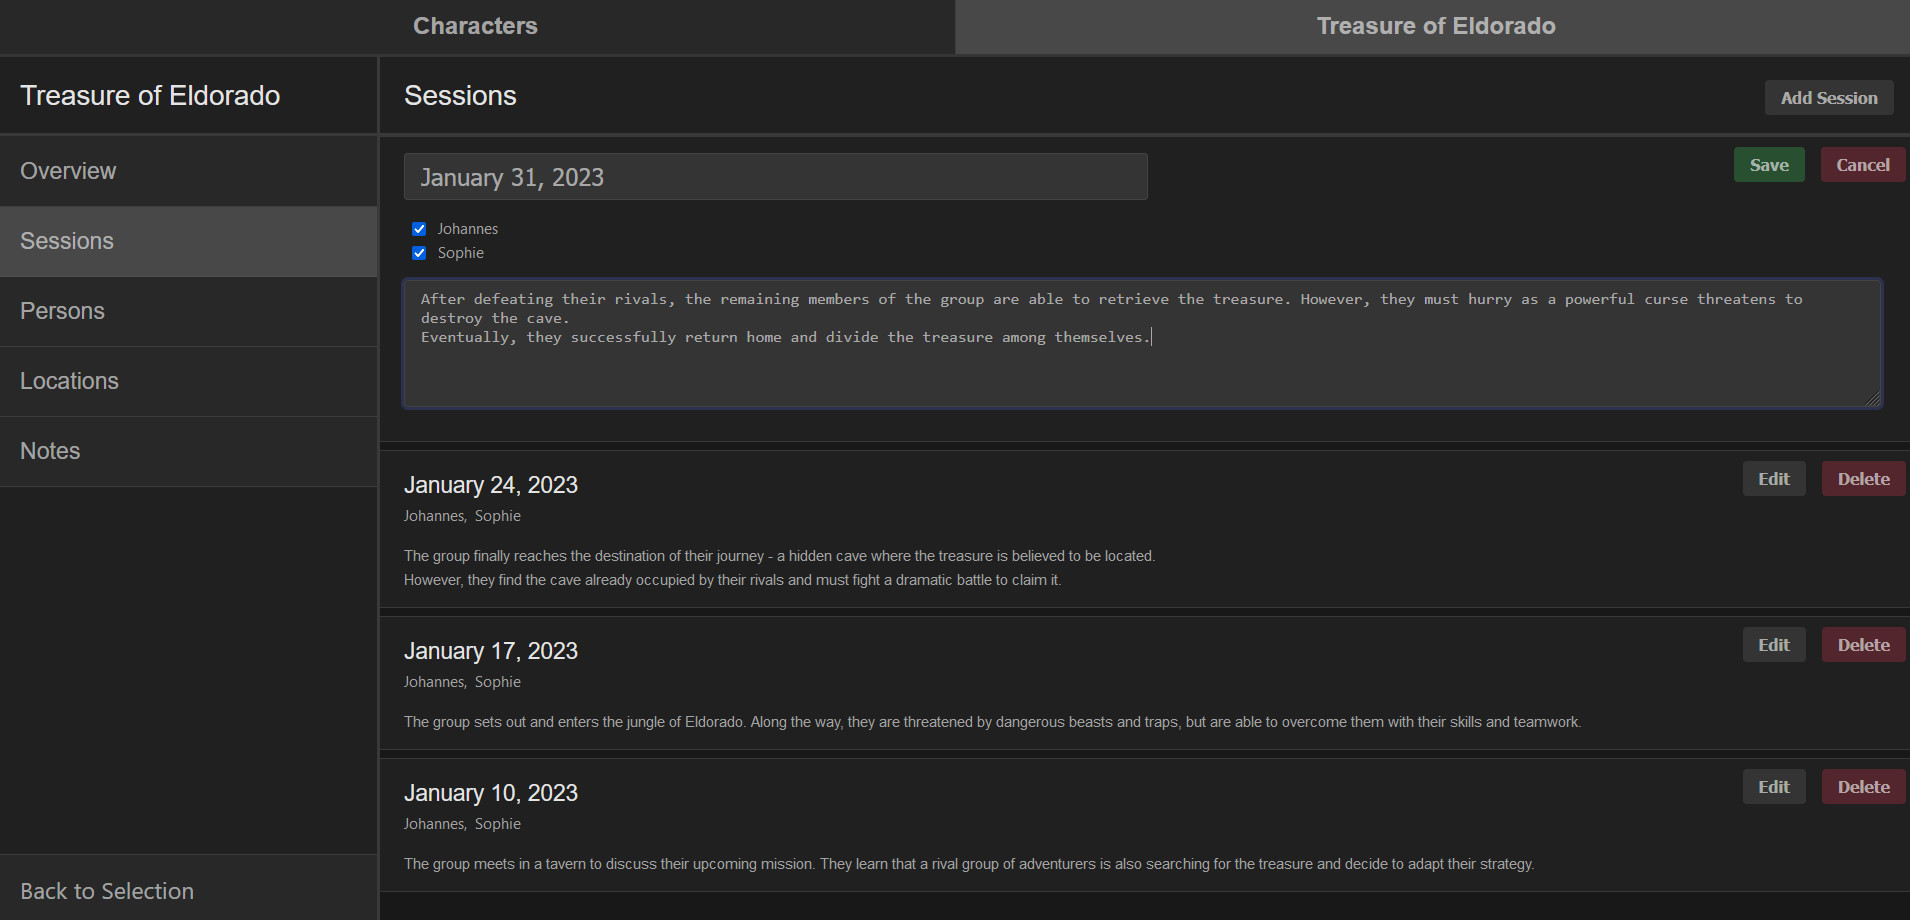 Characters
Treasure of Eldorado
Treasure of Eldorado
Overview
Sessions
Persons
Locations
Notes
Back to Selection
Sessions
Add Session
January 31, 2023
Save
Cancel
Johannes
Sophie
After defeating their rivals, the remaining members of the group are able to retrieve the treasure. However, they must hurry as a powerful curse threatens to
destroy the cave.
Eventually, they successfully return home and divide the treasure among themselves.
January 24, 2023
Edit
Delete
Johannes, Sophie
The group finally reaches the destination of their journey - a hidden cave where the treasure is believed to be located.
However, they find the cave already occupied by their rivals and must fight a dramatic battle to claim it.
January 17, 2023
Edit
Delete
Johannes, Sophie
The group sets out and enters the jungle of Eldorado. Along the way, they are threatened by dangerous beasts and traps, but are able to overcome them with their skills and teamwork.
January 10, 2023
Edit
Delete
Johannes, Sophie
The group meets in a tavern to discuss their upcoming mission. They learn that a rival group of adventurers is also searching for the treasure and decide to adapt their strategy.